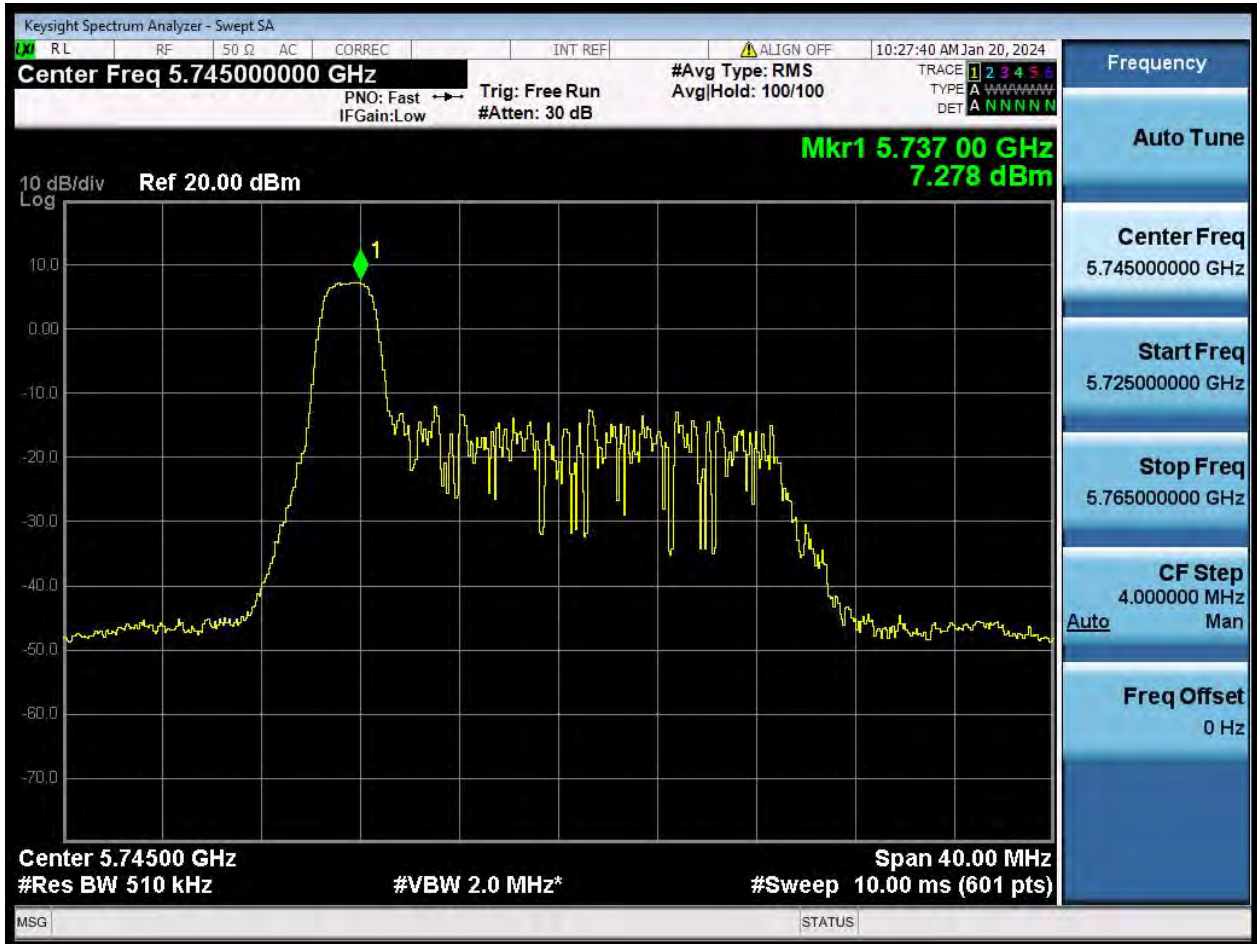 Keysight Spectrum Analyzer - Swept SA
LXI RL RF 50 Ω AC CORREC INT REF ALIGN OFF 10:27:40 AM Jan 20, 2024
Center Freq 5.745000000 GHz
PNO: Fast
IFGain:Low
Trig: Free Run
#Atten: 30 dB
#Avg Type: RMS
Avg|Hold: 100/100
TRACE 1 2 3 4 5 6
TYPE A WWWWW
DET A N N N N N
Mkr1 5.737 00 GHz
7.278 dBm
10 dB/div Ref 20.00 dBm
Log
1
10.0
0.00
-10.0
-20.0
-30.0
-40.0
-50.0
-60.0
-70.0
Center 5.74500 GHz
Span 40.00 MHz
#Res BW 510 kHz
#VBW 2.0 MHz*
#Sweep 10.00 ms (601 pts)
MSG
STATUS
Frequency
Auto Tune
Center Freq
5.745000000 GHz
Start Freq
5.725000000 GHz
Stop Freq
5.765000000 GHz
CF Step
4.000000 MHz
Auto Man
Freq Offset
0 Hz